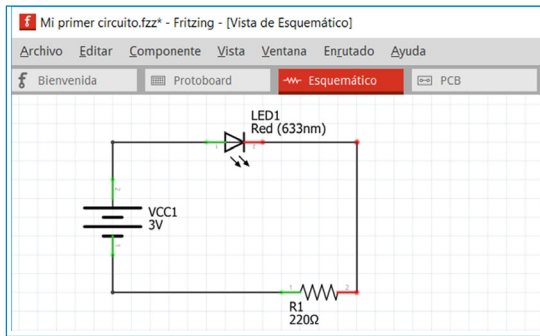 Mi primer circuito.fzz* - Fritzing - [Vista de Esquemático]
Archivo Editar Componente Vista Ventana Enrutado Ayuda
Bienvenida Protoboard Esquemático PCB
LED1
Red (633nm)
VCC1
3V
R1
220Ω